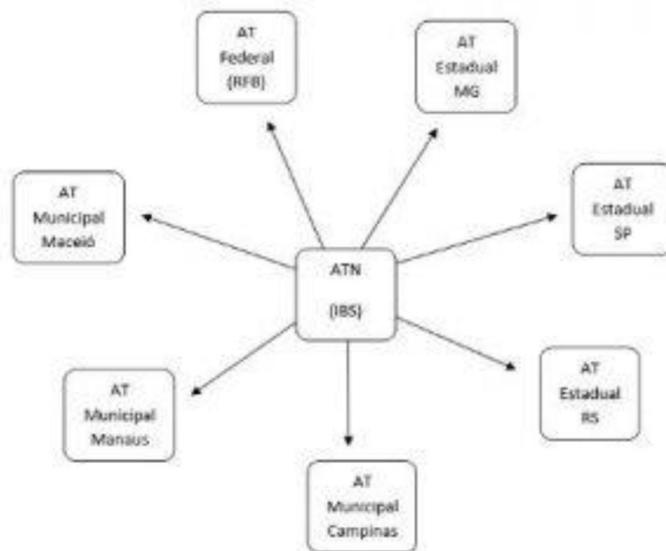 AT
Federal
(RFB)
AT
Estadual
MG
AT
Municipal
Maceió
AT
Estadual
SP
ATN
(IBS)
AT
Estadual
RS
AT
Municipal
Manaus
AT
Municipal
Campinas